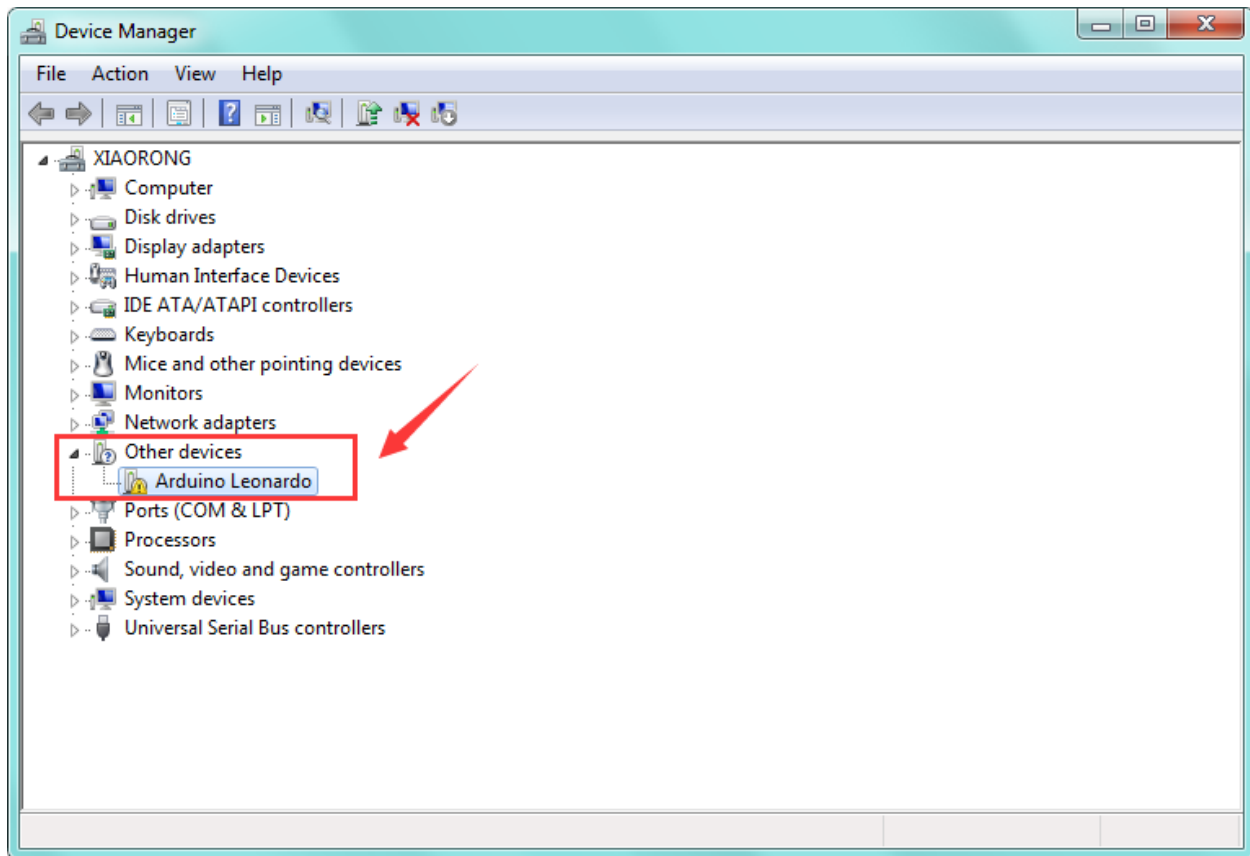 Device Manager
File Action View Help
XIAORONG
Computer
Disk drives
Display adapters
Human Interface Devices
IDE ATA/ATAPI controllers
Keyboards
Mice and other pointing devices
Monitors
Network adapters
Other devices
Arduino Leonardo
Ports (COM & LPT)
Processors
Sound, video and game controllers
System devices
Universal Serial Bus controllers